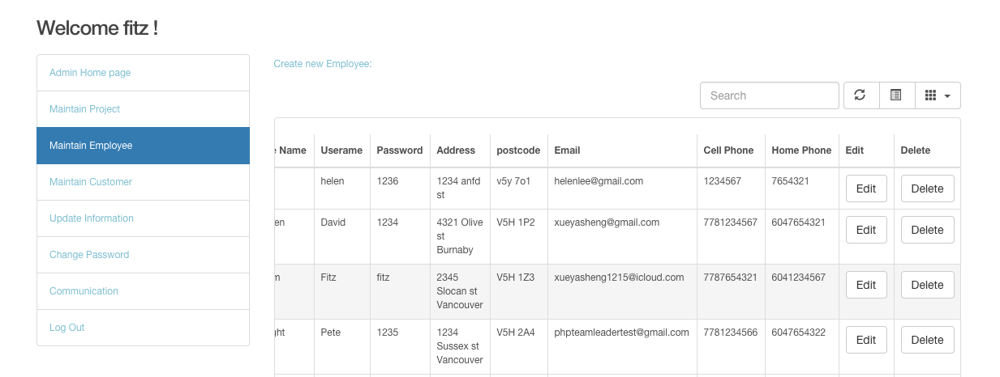 Welcome fitz !
Admin Home page
Maintain Project
Maintain Employee
Maintain Customer
Update Information
Change Password
Communication
Log Out
Create new Employee:
Search
Name Userame Password Address postcode Email Cell Phone Home Phone Edit Delete
helen 1236 1234 anfd v5y 7o1 helenlee@gmail.com 1234567 7654321 Edit Delete
st
en David 1234 4321 Olive V5H 1P2 xueyasheng@gmail.com 7781234567 6047654321 Edit Delete
st
Burnaby
m Fitz fitz 2345 V5H 1Z3 xueyasheng1215@icloud.com 7787654321 6041234567 Edit Delete
Slocan st
Vancouver
ght Pete 1235 1234 V5H 2A4 phpteamleadertest@gmail.com 7781234566 6047654322 Edit Delete
Sussex st
Vancouver